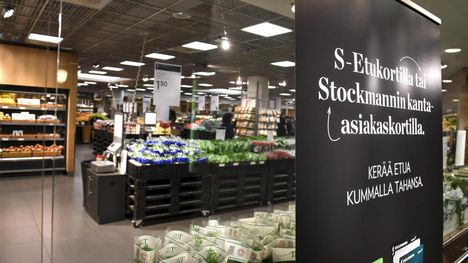 S-Etukortilla tai
Stockmannin kanta-
asiakaskortilla.
KERÄÄ ETUA
KUMMALLA TAHANSA.
1.30